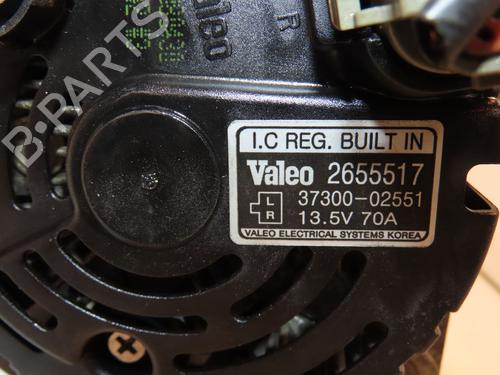 R
I.C REG. BUILT IN
Valeo 2655517
L 37300-02551
R 13.5V 70A
VALEO ELECTRICAL SYSTEMS KOREA
B-PARTS